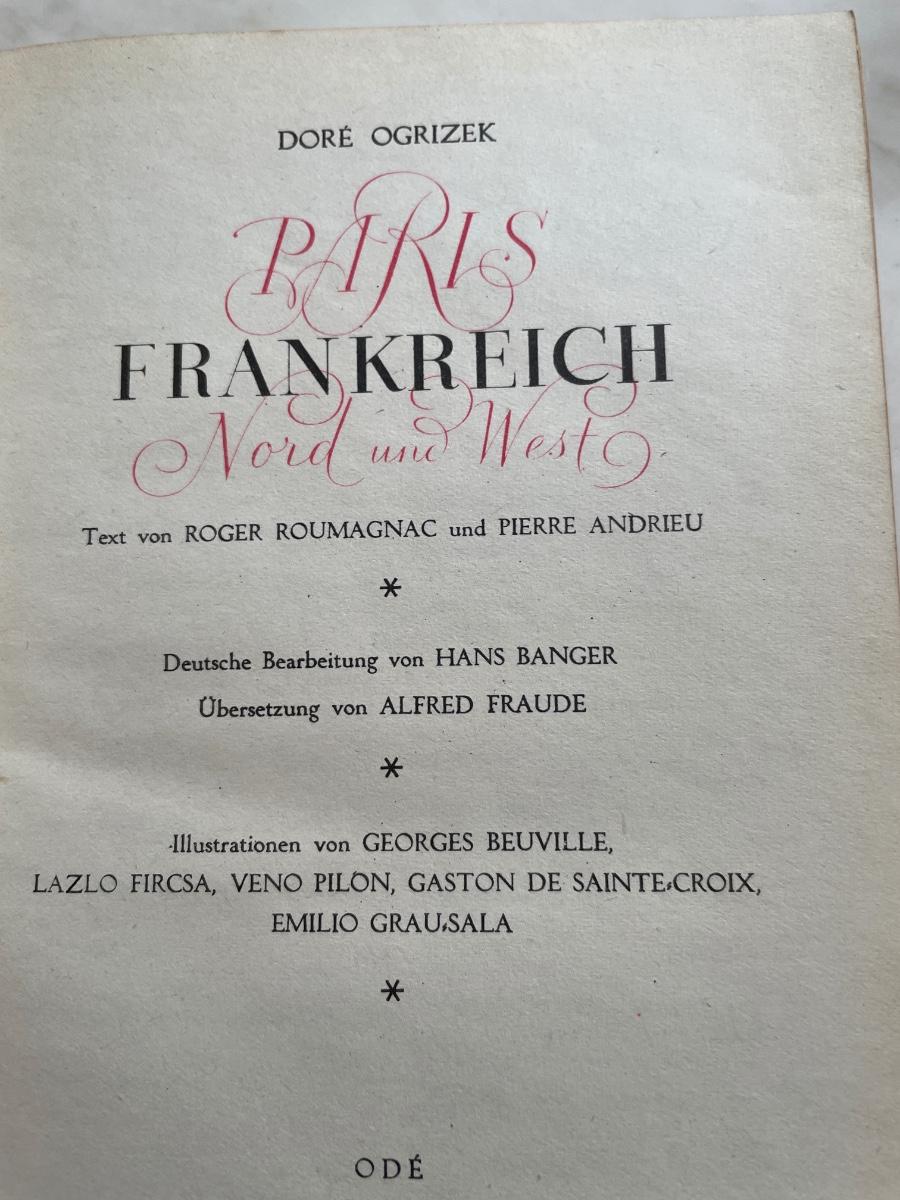 DORÉ OGRIZEK
PARIS
FRANKREICH
Nord und West
Text von ROGER ROUMAGNAC und PIERRE ANDRIEU
*
Deutsche Bearbeitung von HANS BANGER
Übersetzung von ALFRED FRAUDE
*
Illustrationen von GEORGES BEUVILLE,
LAZLO FIRCSA, VENO PILON, GASTON DE SAINTE-CROIX,
EMILIO GRAU-SALA
*
ODÉ